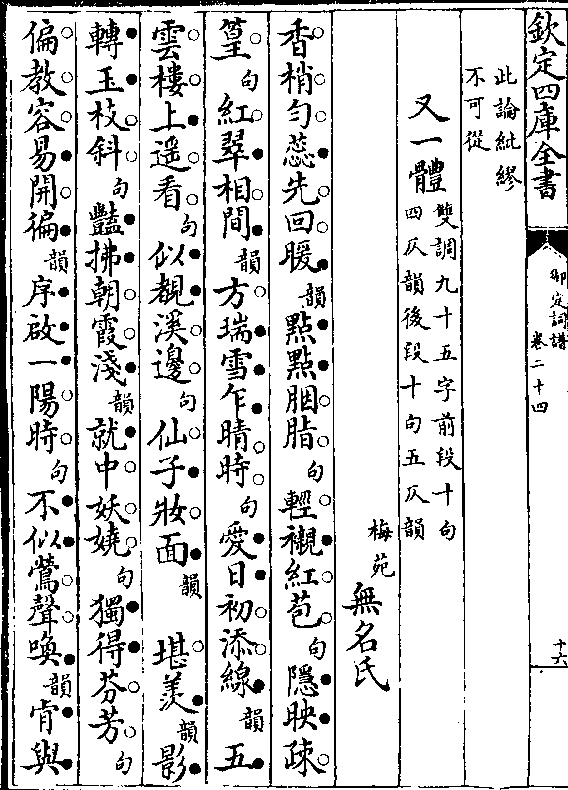 欽定四庫全書
御定詞譜
卷二十四
十六
此論紕繆
不可從
又一體
雙調九十五字前段十句
四仄韻後段十句五仄韻
梅苑
無名氏
香梢勻蕊先回暖韻點點胭脂句輕襯紅苞句隱映疎
篁句紅翠相間韻方瑞雪乍晴時句愛日初添線韻五
雲樓上遥看句似覩溪邊句仙子妝面韻 堪羡韻影
轉玉枝斜句豔拂朝霞淺韻就中妖嬈句獨得芬芳句
偏教容易開徧韻序啟一陽時句不似鶯聲喚韻肯與